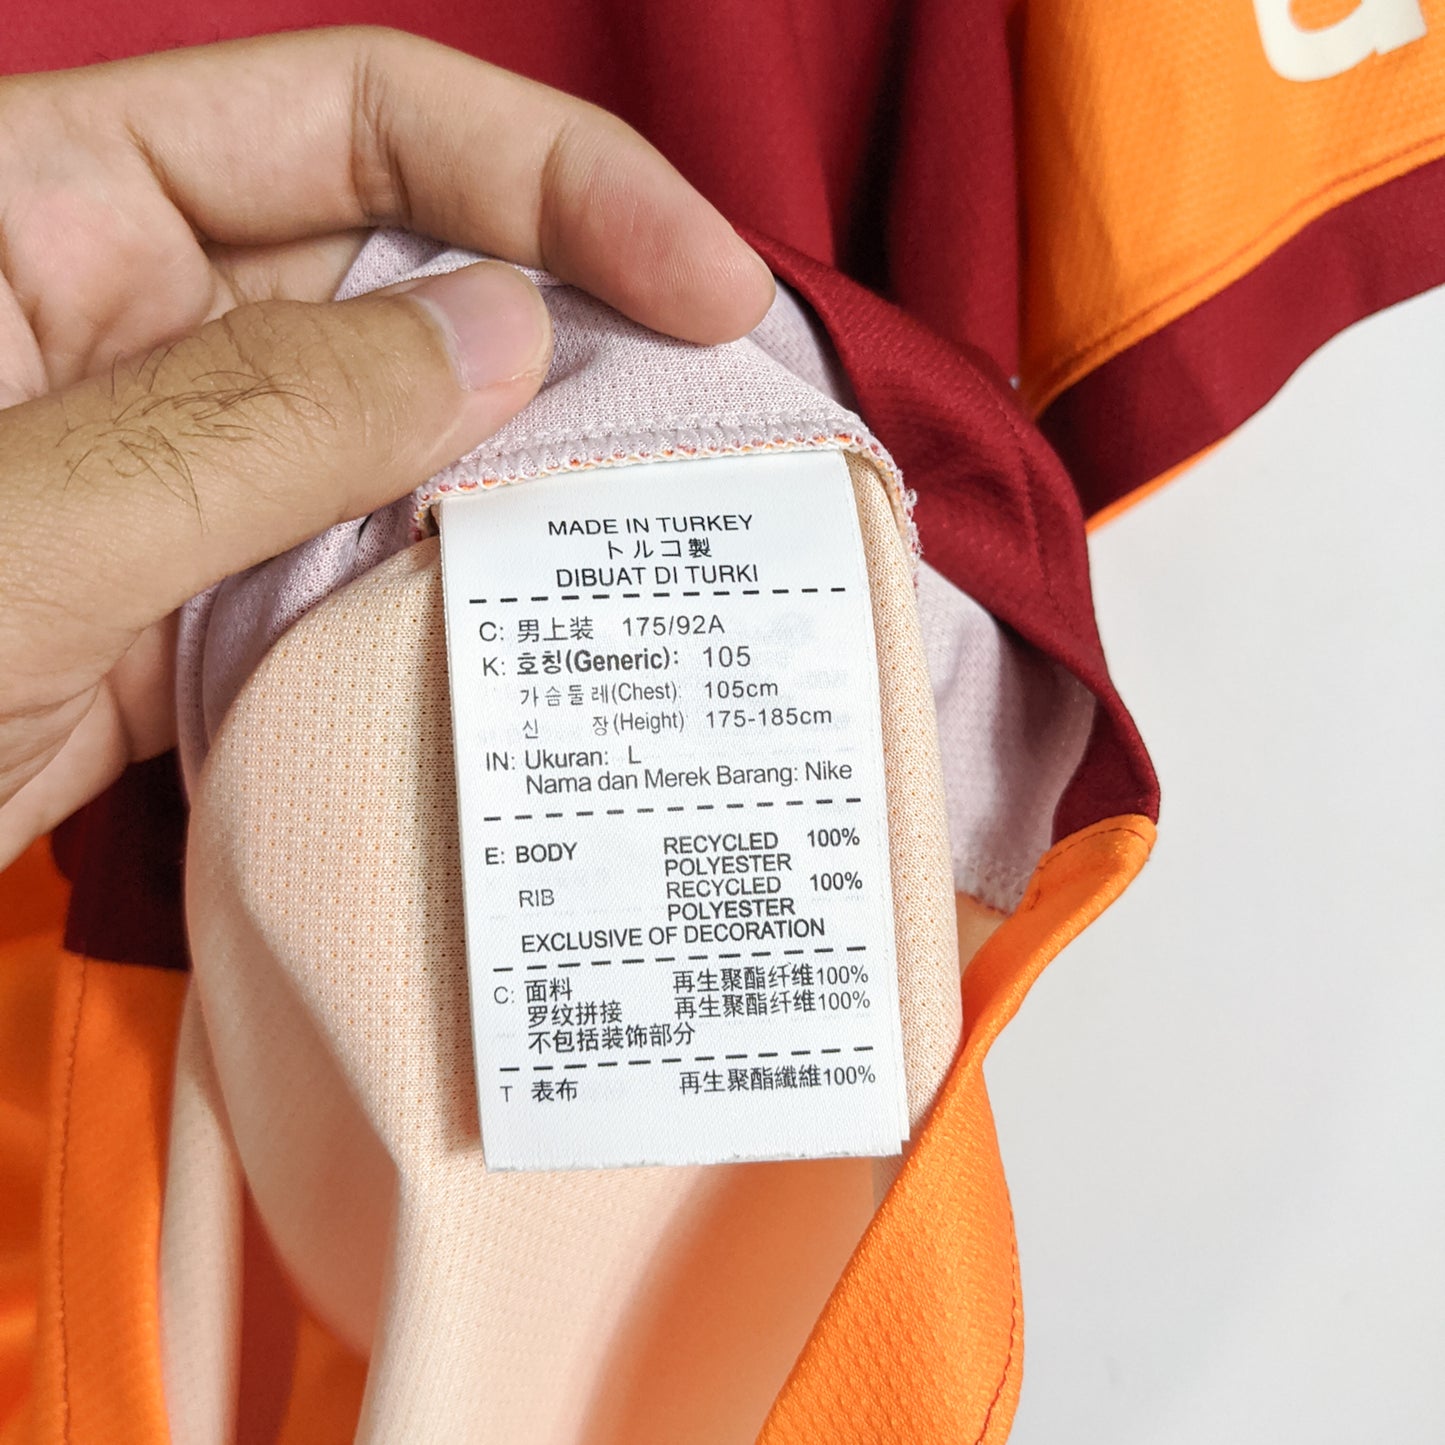 a
MADE IN TURKEY
トルコ製
DIBUAT DI TURKI
C: 男上装 175/92A
K: 호칭(Generic): 105
가슴둘레(Chest): 105cm
신 장(Height) 175-185cm
IN: Ukuran: L
Nama dan Merek Barang: Nike
E: BODY RECYCLED 100%
POLYESTER
RIB RECYCLED 100%
POLYESTER
EXCLUSIVE OF DECORATION
C: 面料 再生聚酯纤维100%
罗纹拼接 再生聚酯纤维100%
不包括装饰部分
T 表布 再生聚酯纖維100%